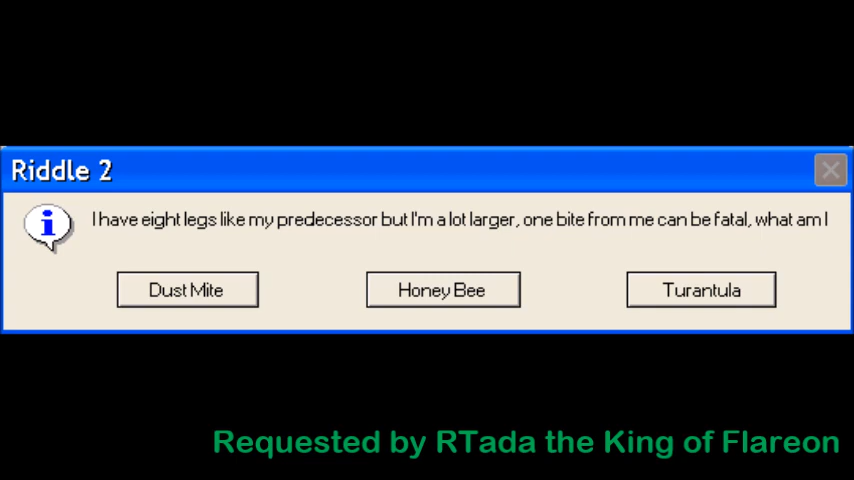 Riddle 2
I have eight legs like my predecessor but I'm a lot larger, one bite from me can be fatal, what am I
Dust Mite
Honey Bee
Turantula
Requested by RTada the King of Flareon